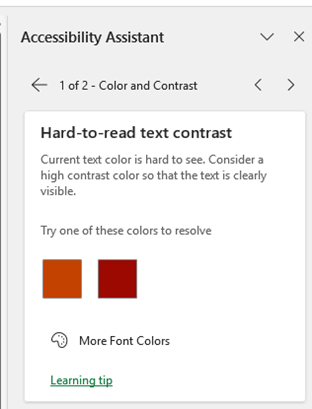 Accessibility Assistant
1 of 2 - Color and Contrast
Hard-to-read text contrast
Current text color is hard to see. Consider a
high contrast color so that the text is clearly
visible.
Try one of these colors to resolve
More Font Colors
Learning tip